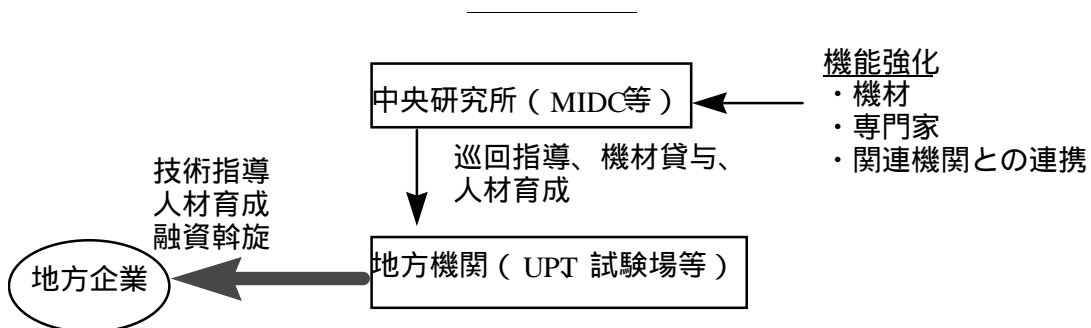 機能強化
・機材
・専門家
・関連機関との連携
中央研究所（MIDC等）
巡回指導、機材貸与、
人材育成
技術指導
人材育成
融資斡旋
地方企業
地方機関（UPT、試験場等）